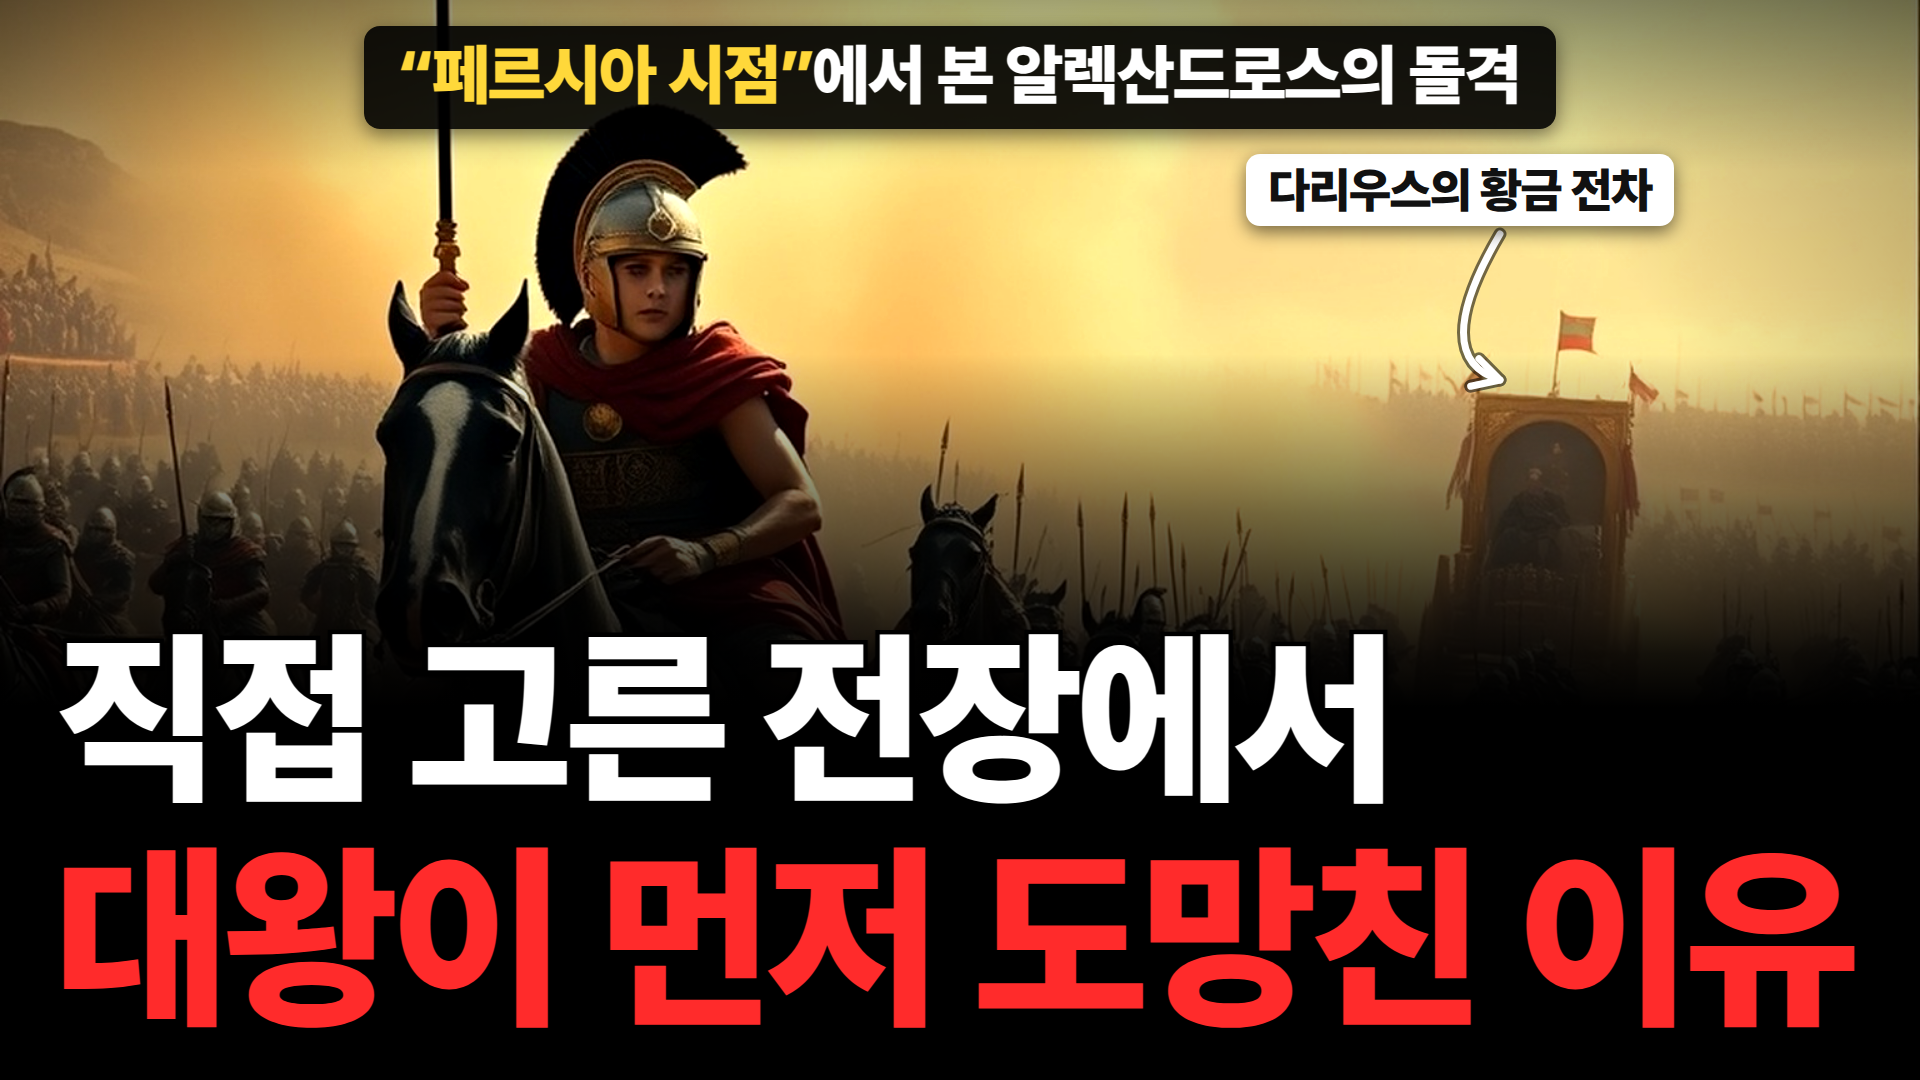 “페르시아 시점”에서 본 알렉산드로스의 돌격
다리우스의 황금 전차
직접 고른 전장에서
대왕이 먼저 도망친 이유